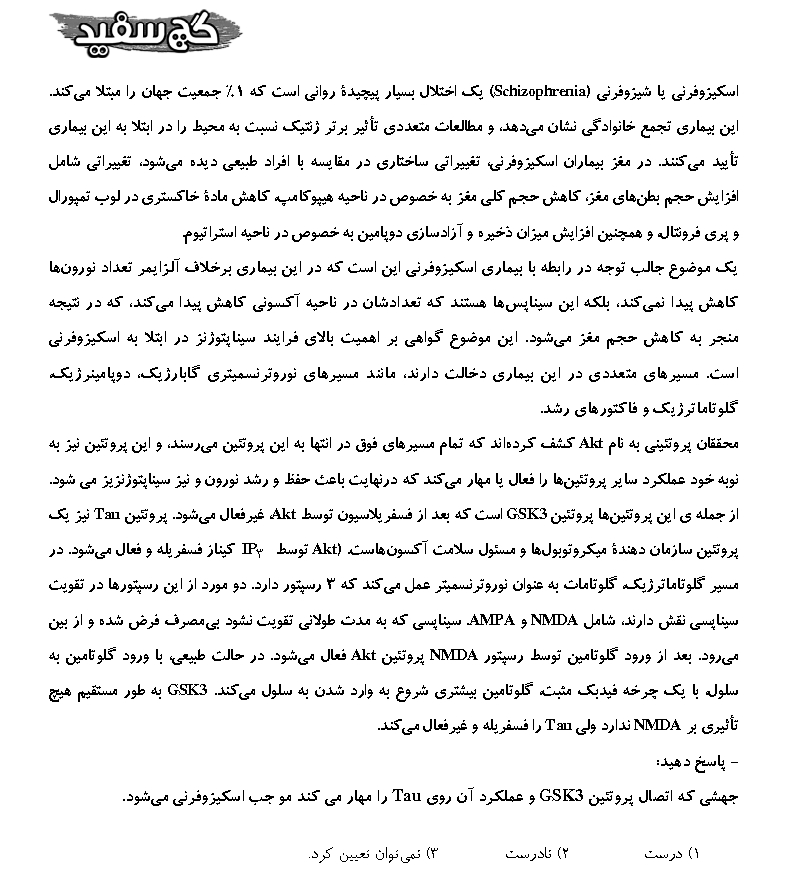 گچ سفید
اسکیزوفرنی یا شیزوفرنی (Schizophrenia) یک اختلال بسیار پیچیدهٔ روانی است که ۱٪ جمعیت جهان را مبتلا می‌کند.
این بیماری تجمع خانوادگی نشان می‌دهد، و مطالعات متعددی تأثیر برتر ژنتیک نسبت به محیط را در ابتلا به این بیماری
تأیید می‌کنند. در مغز بیماران اسکیزوفرنی، تغییراتی ساختاری در مقایسه با افراد طبیعی دیده می‌شود، تغییراتی شامل
افزایش حجم بطن‌های مغز، کاهش حجم کلی مغز به خصوص در ناحیه هیپوکامپ، کاهش مادهٔ خاکستری در لوب تمپورال
و پری فرونتال، و همچنین افزایش میزان ذخیره و آزادسازی دوپامین به خصوص در ناحیه استراتیوم.
یک موضوع جالب توجه در رابطه با بیماری اسکیزوفرنی این است که در این بیماری برخلاف آلزایمر تعداد نورون‌ها
کاهش پیدا نمی‌کند، بلکه این سیناپس‌ها هستند که تعدادشان در ناحیه آکسونی کاهش پیدا می‌کند، که در نتیجه
منجر به کاهش حجم مغز می‌شود. این موضوع گواهی بر اهمیت بالای فرایند سیناپتوژنز در ابتلا به اسکیزوفرنی
است. مسیرهای متعددی در این بیماری دخالت دارند، مانند مسیرهای نوروترنسمیتری گابارژیک، دوپامینرژیک،
گلوتاماترژیک و فاکتورهای رشد.
محققان پروتئینی به نام Akt کشف کرده‌اند که تمام مسیرهای فوق در انتها به این پروتئین می‌رسند، و این پروتئین نیز به
نوبه خود عملکرد سایر پروتئین‌ها را فعال یا مهار می‌کند که درنهایت باعث حفظ و رشد نورون و نیز سیناپتوژنزیز می شود.
از جمله ی این پروتئین‌ها پروتئین GSK3 است که بعد از فسفریلاسیون توسط Akt، غیرفعال می‌شود. پروتئین Tau نیز یک
پروتئین سازمان دهندهٔ میکروتوبول‌ها و مسئول سلامت آکسون‌هاست. (Akt توسط IP۳ کیناز فسفریله و فعال می‌شود. در
مسیر گلوتاماترژیک، گلوتامات به عنوان نوروترنسمیتر عمل می‌کند که ۳ رسپتور دارد. دو مورد از این رسپتورها در تقویت
سیناپسی نقش دارند، شامل NMDA و AMPA. سیناپسی که به مدت طولانی تقویت نشود بی‌مصرف فرض شده و از بین
می‌رود. بعد از ورود گلوتامین توسط رسپتور NMDA پروتئین Akt فعال می‌شود. در حالت طبیعی، با ورود گلوتامین به
سلول، با یک چرخه فیدبک مثبت، گلوتامین بیشتری شروع به وارد شدن به سلول می‌کند. GSK3 به طور مستقیم هیچ
تأثیری بر NMDA ندارد ولی Tau را فسفریله و غیرفعال می‌کند.
- پاسخ دهید:
جهشی که اتصال پروتئین GSK3 و عملکرد آن روی Tau را مهار می کند مو جب اسکیزوفرنی می‌شود.
۱) درست ۲) نادرست ۳) نمی‌توان تعیین کرد.